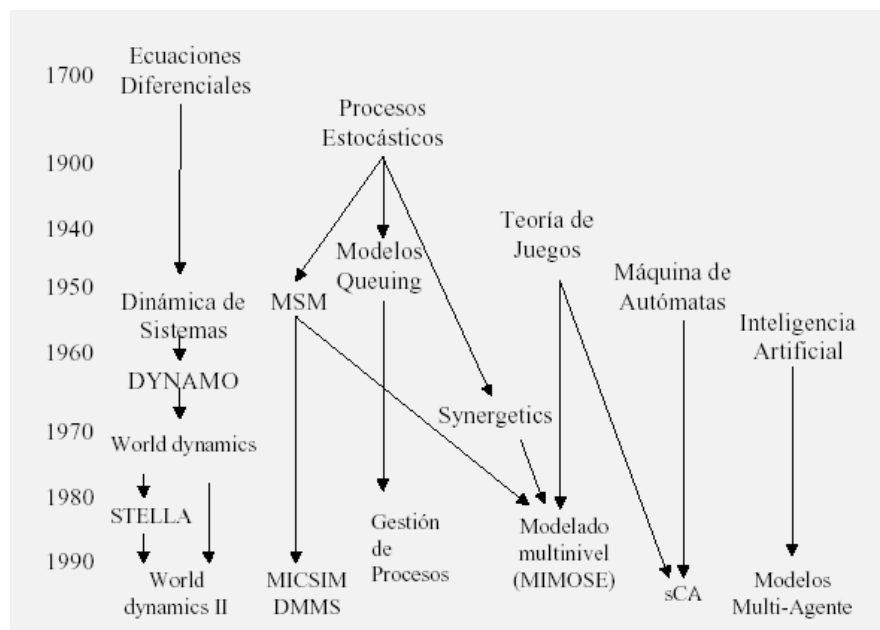 Ecuaciones
Diferenciales
1700
Procesos
Estocásticos
1900
Teoría de
Juegos
1940
Modelos
Queuing
Máquina de
Autómatas
1950
Dinámica de
Sistemas
MSM
Inteligencia
Artificial
1960
DYNAMO
Synergetics
1970
World dynamics
1980
STELLA
Gestión
de
Procesos
Modelado
multinivel
(MIMOSE)
1990
World
dynamics II
MICSIM
DMMS
sCA
Modelos
Multi-Agente